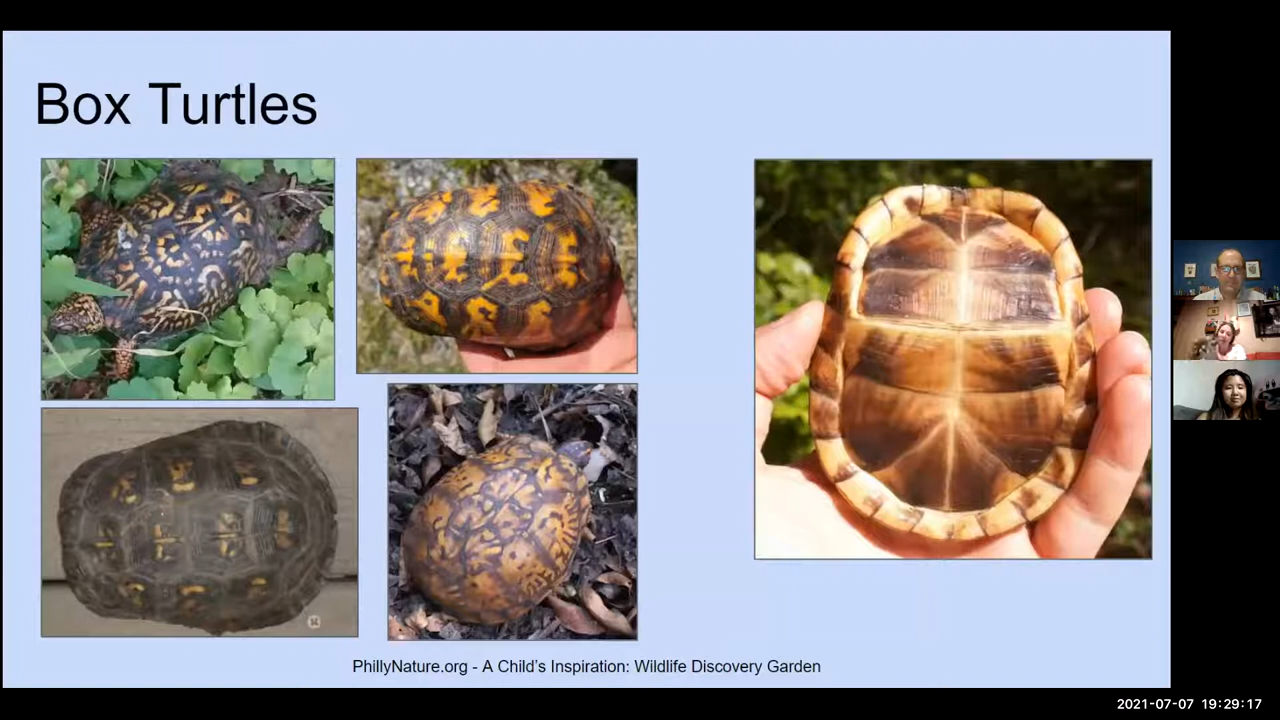 Box Turtles
PhillyNature.org - A Child's Inspiration: Wildlife Discovery Garden
2021-07-07 19:29:17